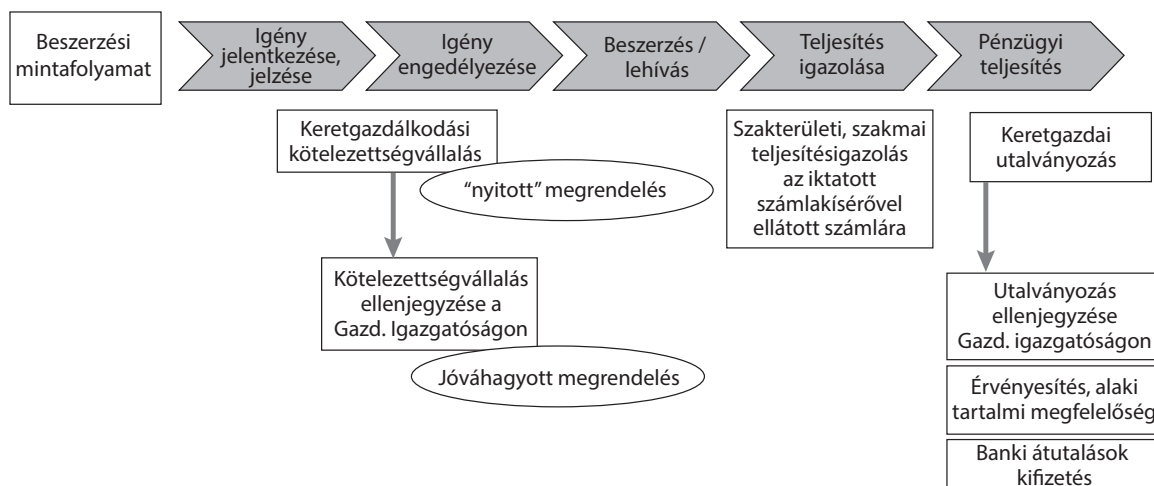 Beszerzési
mintafolyamat
Igény
jelentkezése,
jelzése
Igény
engedélyezése
Beszerzés /
lehívás
Teljesítés
igazolása
Pénzügyi
teljesítés
Keretgazdálkodási
kötelezettségvállalás
“nyitott” megrendelés
Kötelezettségvállalás
ellenjegyzése a
Gazd. Igazgatóságon
Jóváhagyott megrendelés
Szakterületi, szakmai
teljesítésigazolás
az iktatott
számlakísérővel
ellátott számlára
Keretgazdai
utalványozás
Utalványozás
ellenjegyzése
Gazd. igazgatóságon
Érvényesítés, alaki
tartalmi megfelelőség
Banki átutalások
kifizetés